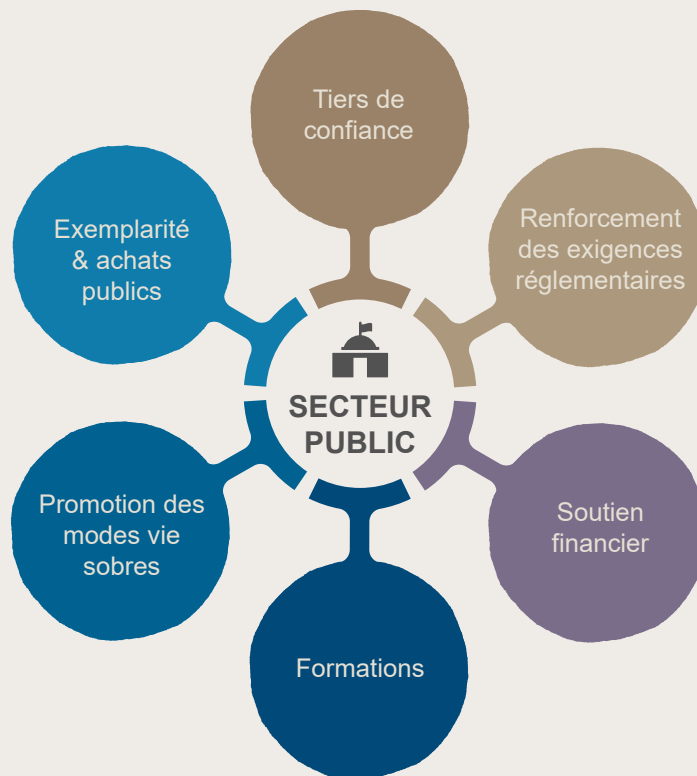 Tiers de
confiance
Renforcement
des exigences
réglementaires
Soutien
financier
Formations
Promotion des
modes vie
sobres
Exemplarité
& achats
publics
SECTEUR
PUBLIC